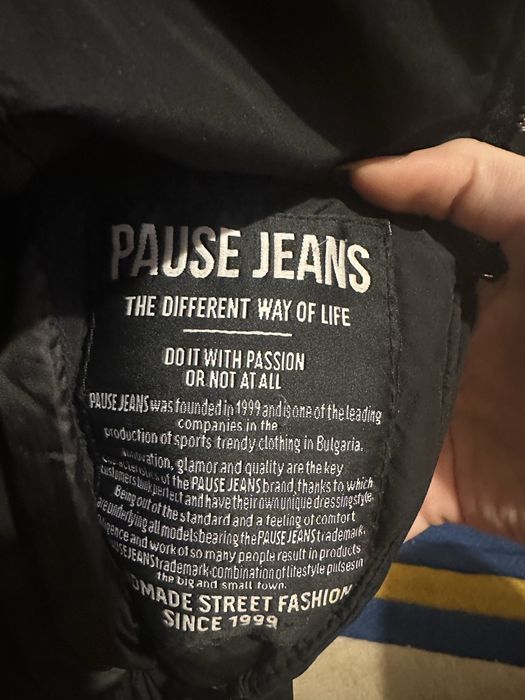 PAUSE JEANS
THE DIFFERENT WAY OF LIFE
DO IT WITH PASSION
OR NOT AT ALL
PAUSE JEANS was founded in 1999 and is one of the leading
companies in the
production of sports trendy clothing in Bulgaria.
of the PAUSE JEANS brand, thanks to which
glamor and quality are the key
customers look perfect and have their own unique dressing style.
Being out of the standard and a feeling of comfort
are underlying all models bearing the PAUSE JEANS trademark.
and work of so many people result in products
JEANS trademark-combination of lifestyle pulses in
the big and small town.
STREET FASHION
SINCE 1999